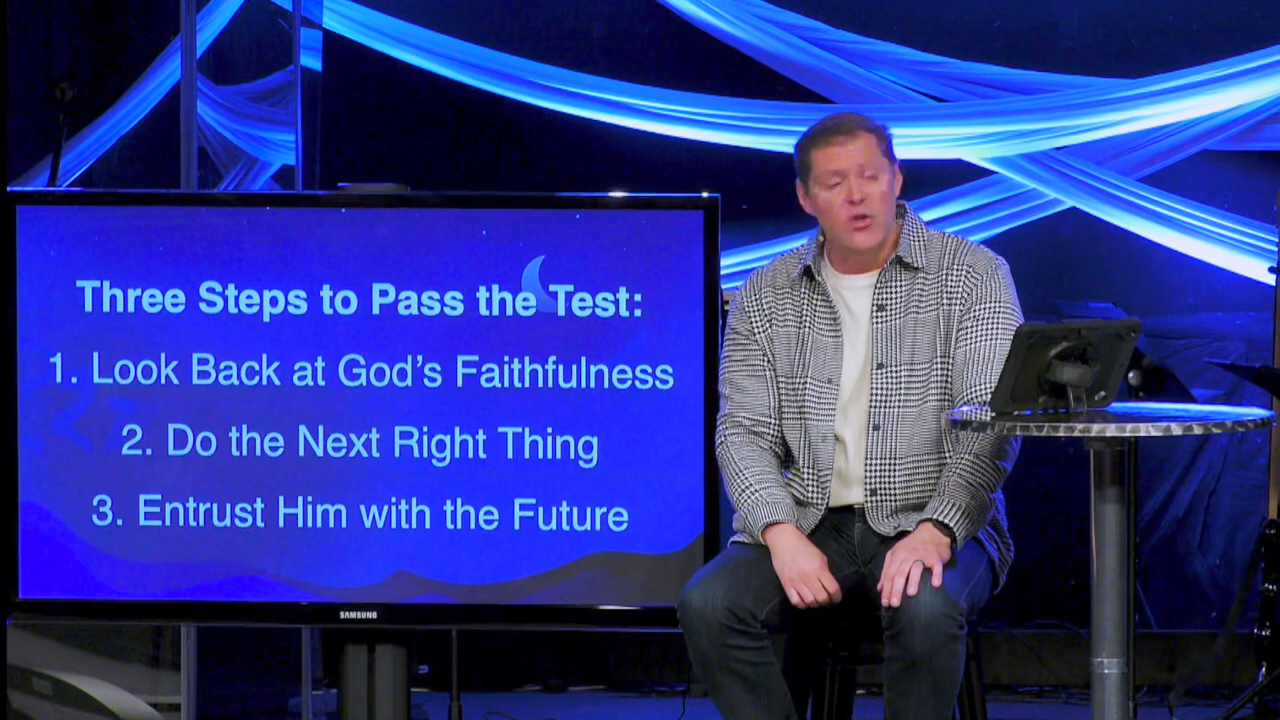 Three Steps to Pass the Test:
1. Look Back at God’s Faithfulness
2. Do the Next Right Thing
3. Entrust Him with the Future
SAMSUNG